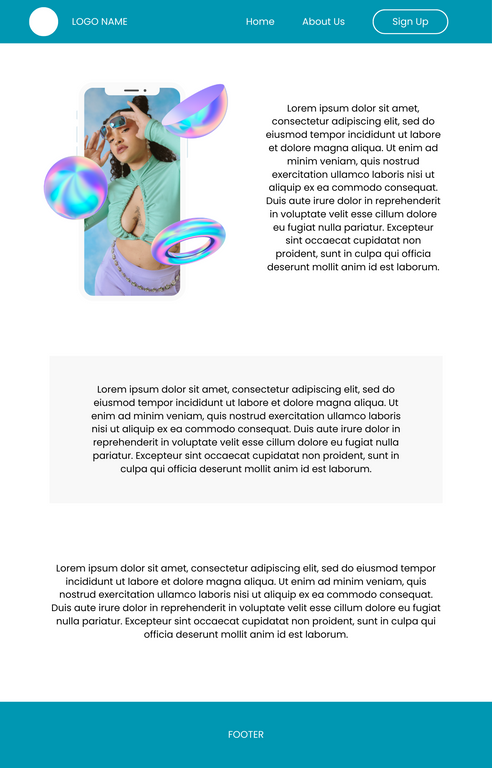 LOGO NAME
Home
About Us
Sign Up
Lorem ipsum dolor sit amet,
consectetur adipiscing elit, sed do
eiusmod tempor incididunt ut labore
et dolore magna aliqua. Ut enim ad
minim veniam, quis nostrud
exercitation ullamco laboris nisi ut
aliquip ex ea commodo consequat.
Duis aute irure dolor in reprehenderit
in voluptate velit esse cillum dolore
eu fugiat nulla pariatur. Excepteur
sint occaecat cupidatat non
proident, sunt in culpa qui officia
deserunt mollit anim id est laborum.
Lorem ipsum dolor sit amet, consectetur adipiscing elit, sed do
eiusmod tempor incididunt ut labore et dolore magna aliqua. Ut
enim ad minim veniam, quis nostrud exercitation ullamco laboris
nisi ut aliquip ex ea commodo consequat. Duis aute irure dolor in
reprehenderit in voluptate velit esse cillum dolore eu fugiat nulla
pariatur. Excepteur sint occaecat cupidatat non proident, sunt in
culpa qui officia deserunt mollit anim id est laborum.
Lorem ipsum dolor sit amet, consectetur adipiscing elit, sed do eiusmod tempor
incididunt ut labore et dolore magna aliqua. Ut enim ad minim veniam, quis
nostrud exercitation ullamco laboris nisi ut aliquip ex ea commodo consequat.
Duis aute irure dolor in reprehenderit in voluptate velit esse cillum dolore eu fugiat
nulla pariatur. Excepteur sint occaecat cupidatat non proident, sunt in culpa qui
officia deserunt mollit anim id est laborum.
FOOTER